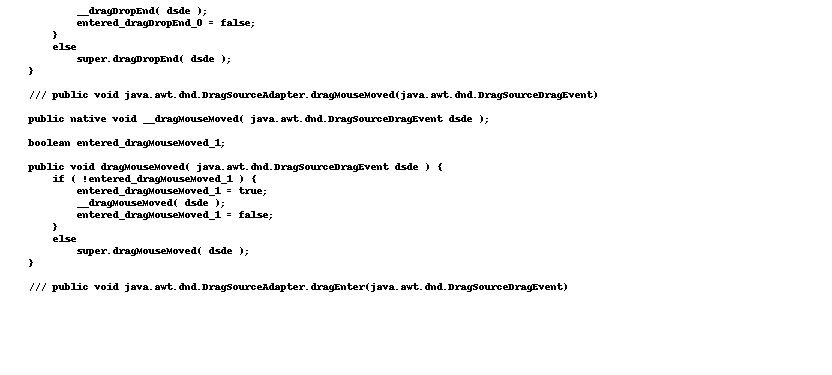 __dragDropEnd( dsde );
        entered_dragDropEnd_0 = false;
    }
    else
        super.dragDropEnd( dsde );
}

/// public void java.awt.dnd.DragSourceAdapter.dragMouseMoved(java.awt.dnd.DragSourceDragEvent)

public native void __dragMouseMoved( java.awt.dnd.DragSourceDragEvent dsde );

boolean entered_dragMouseMoved_1;

public void dragMouseMoved( java.awt.dnd.DragSourceDragEvent dsde ) {
    if ( !entered_dragMouseMoved_1 ) {
        entered_dragMouseMoved_1 = true;
        __dragMouseMoved( dsde );
        entered_dragMouseMoved_1 = false;
    }
    else
        super.dragMouseMoved( dsde );
}

/// public void java.awt.dnd.DragSourceAdapter.dragEnter(java.awt.dnd.DragSourceDragEvent)